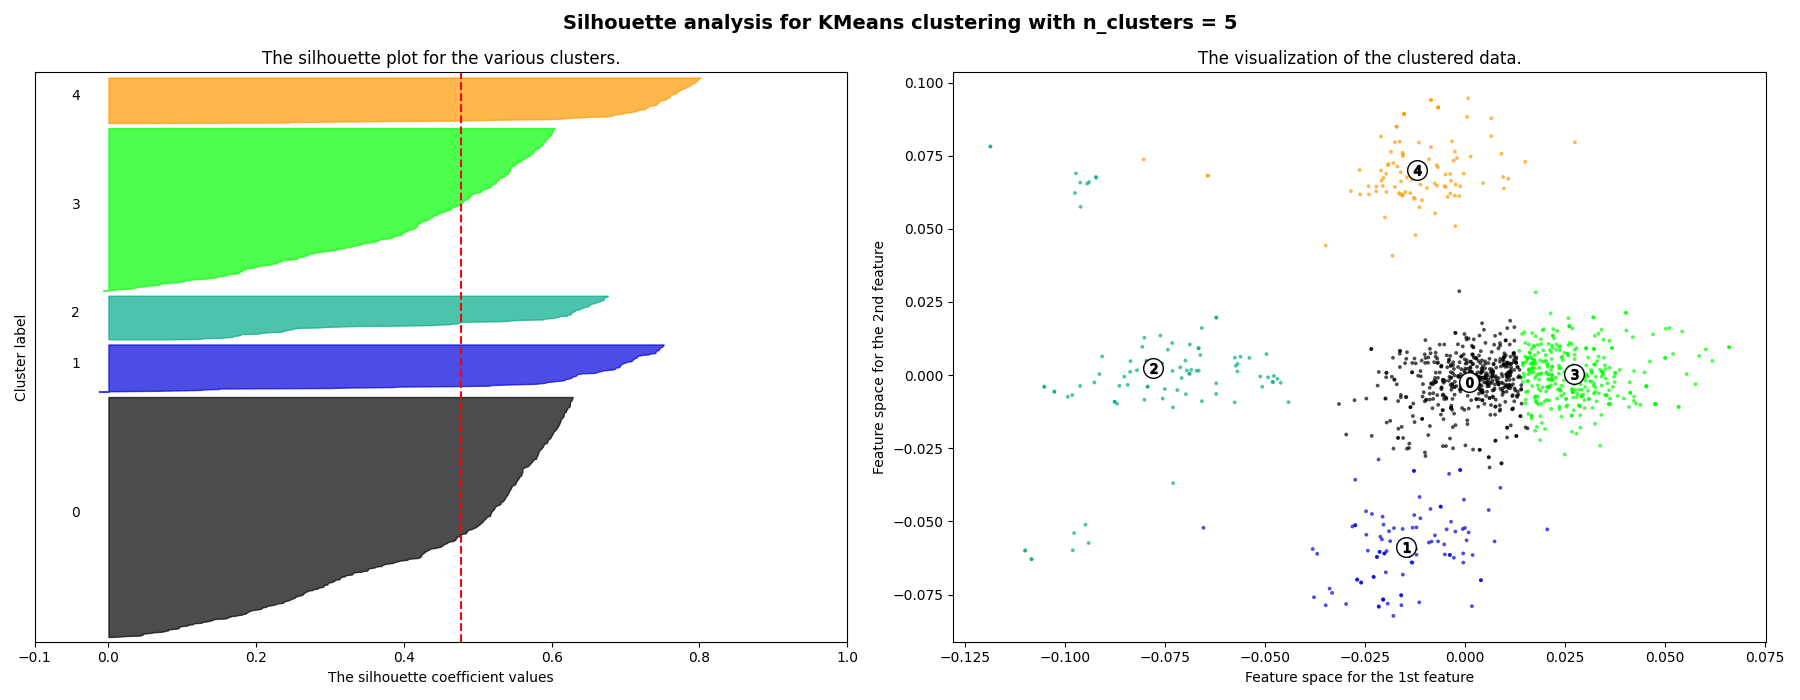 Silhouette analysis for KMeans clustering with n_clusters = 5
The silhouette plot for the various clusters.
Cluster label
4
3
2
1
0
−0.1 0.0 0.2 0.4 0.6 0.8 1.0
The silhouette coefficient values
The visualization of the clustered data.
Feature space for the 2nd feature
0.100
0.075
0.050
0.025
0.000
−0.025
−0.050
−0.075
4
2
0
3
1
−0.125 −0.100 −0.075 −0.050 −0.025 0.000 0.025 0.050 0.075
Feature space for the 1st feature